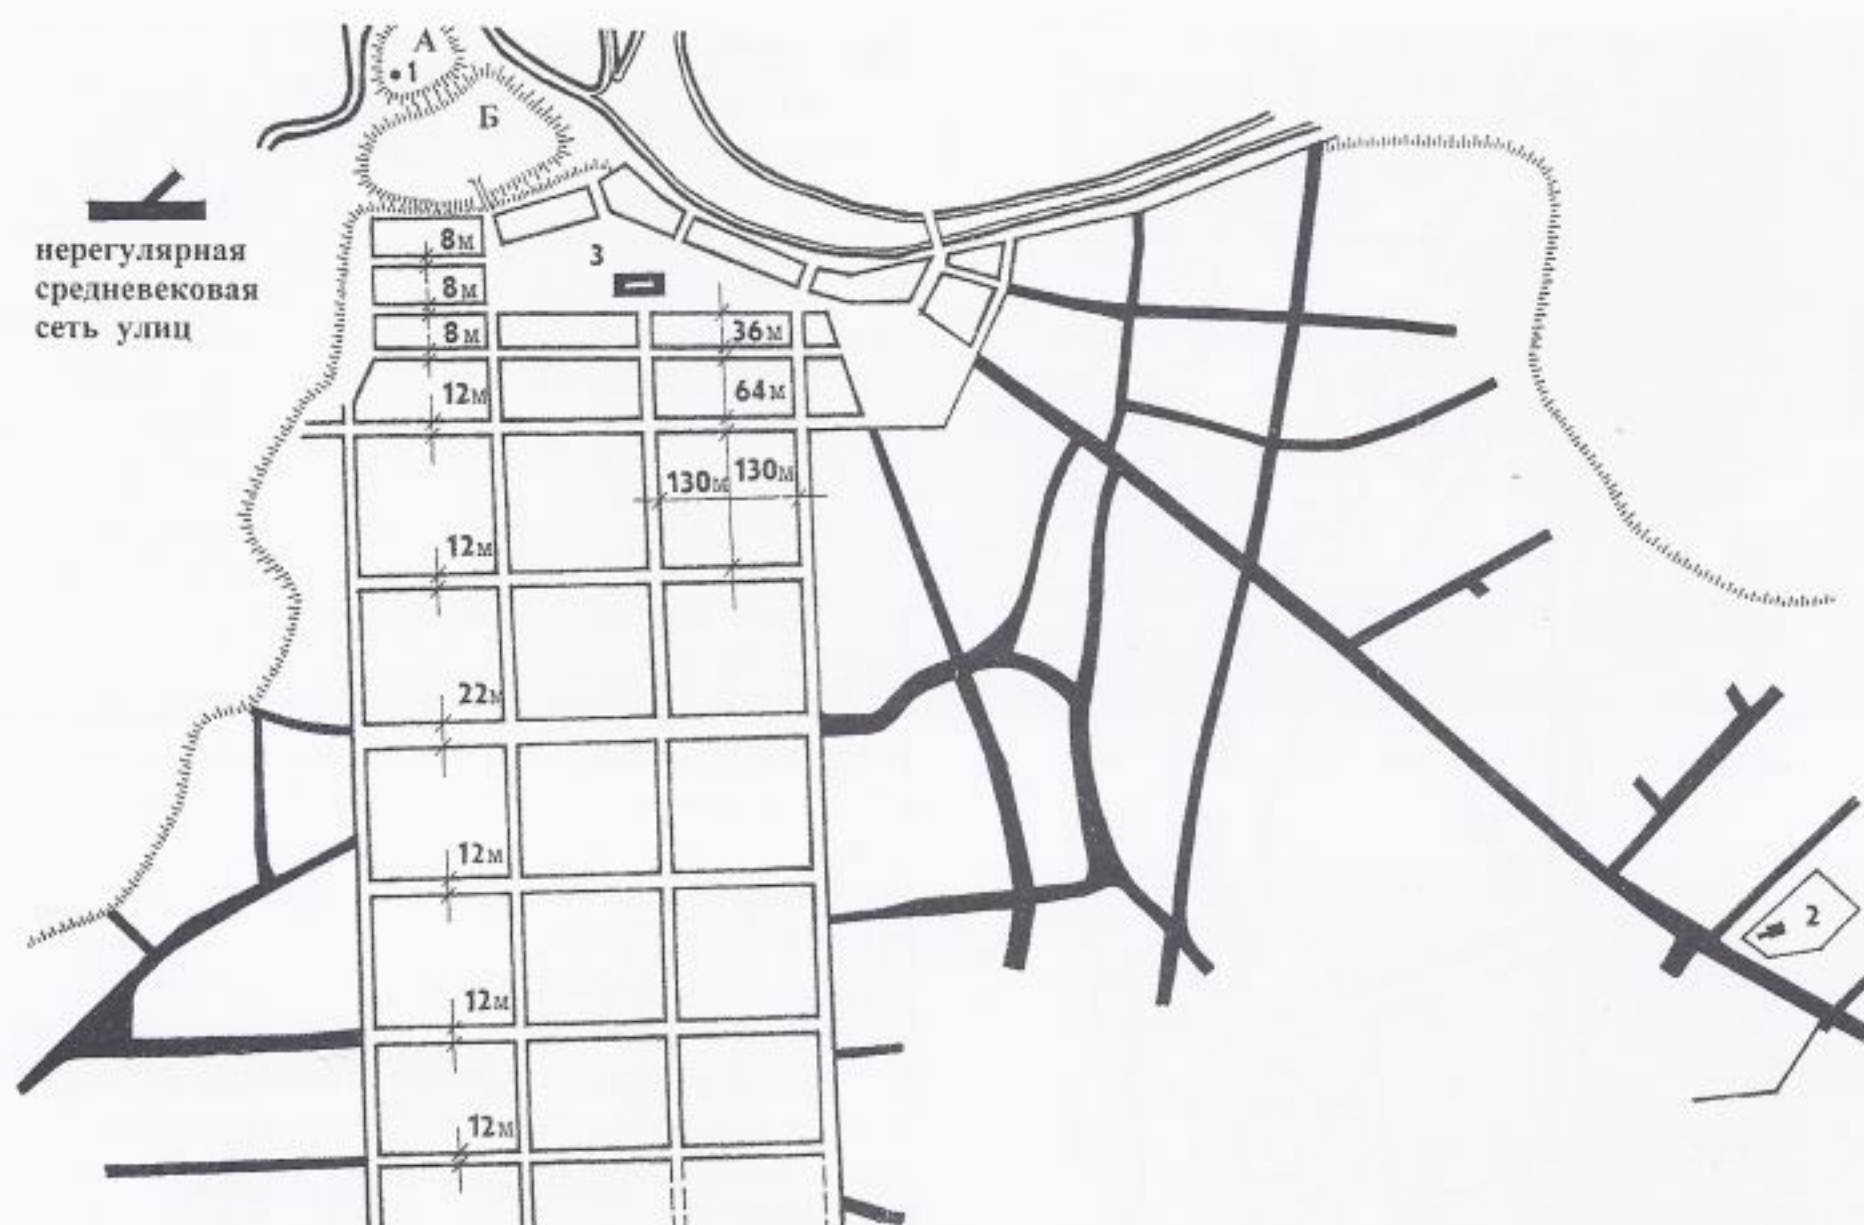 А
1
Б
нерегулярная
средневековая
сеть улиц
3
8м
8м
8м
36м
12м
64м
130м
130м
12м
22м
12м
2
12м
12м